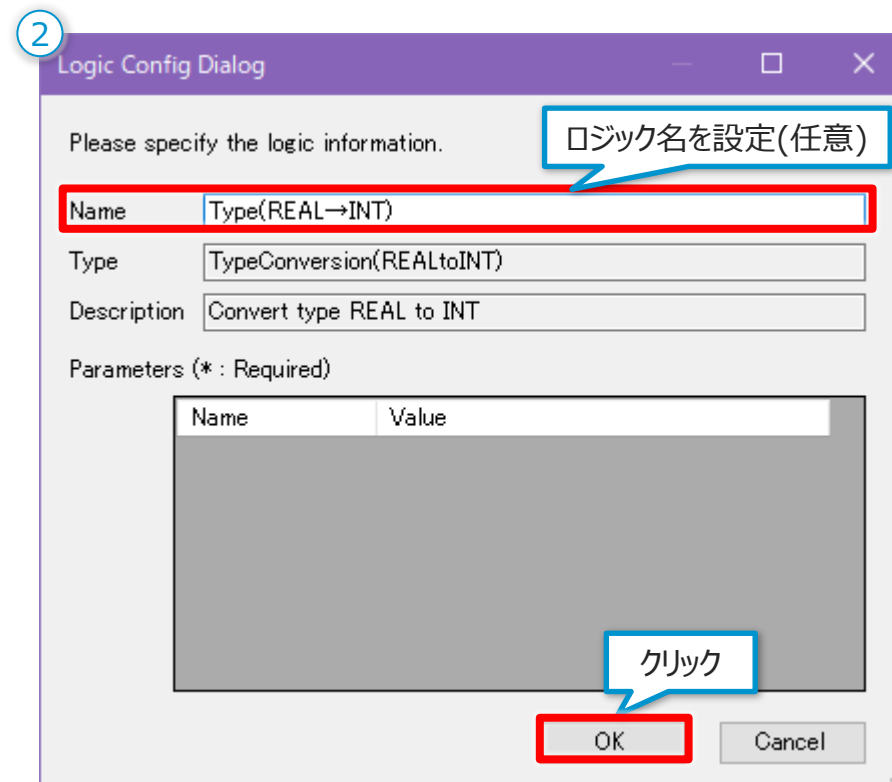 ②
Logic Config Dialog
Please specify the logic information.
ロジック名を設定(任意)
Name Type(REAL→INT)
Type TypeConversion(REALtoINT)
Description Convert type REAL to INT
Parameters (* : Required)
Name Value
クリック
OK Cancel